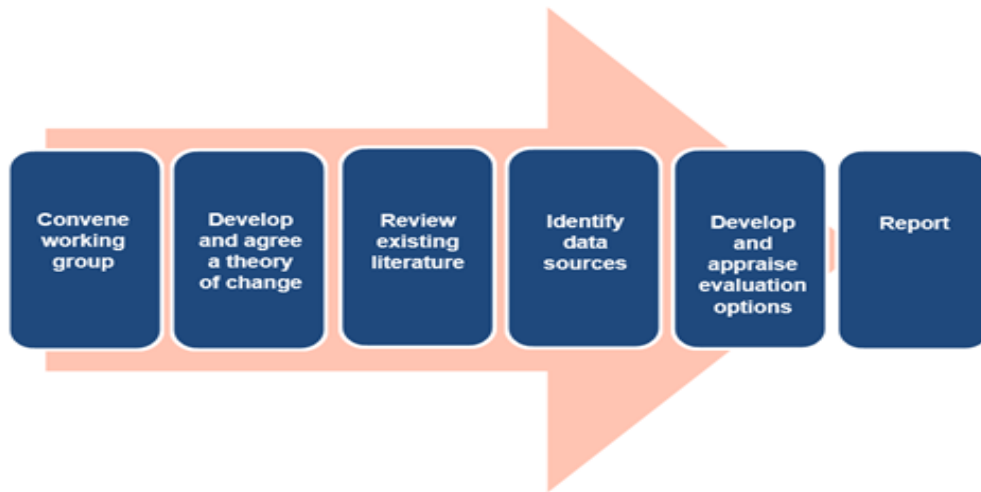 Convene
working
group
Develop
and agree
a theory
of change
Review
existing
literature
Identify
data
sources
Develop
and
appraise
evaluation
options
Report